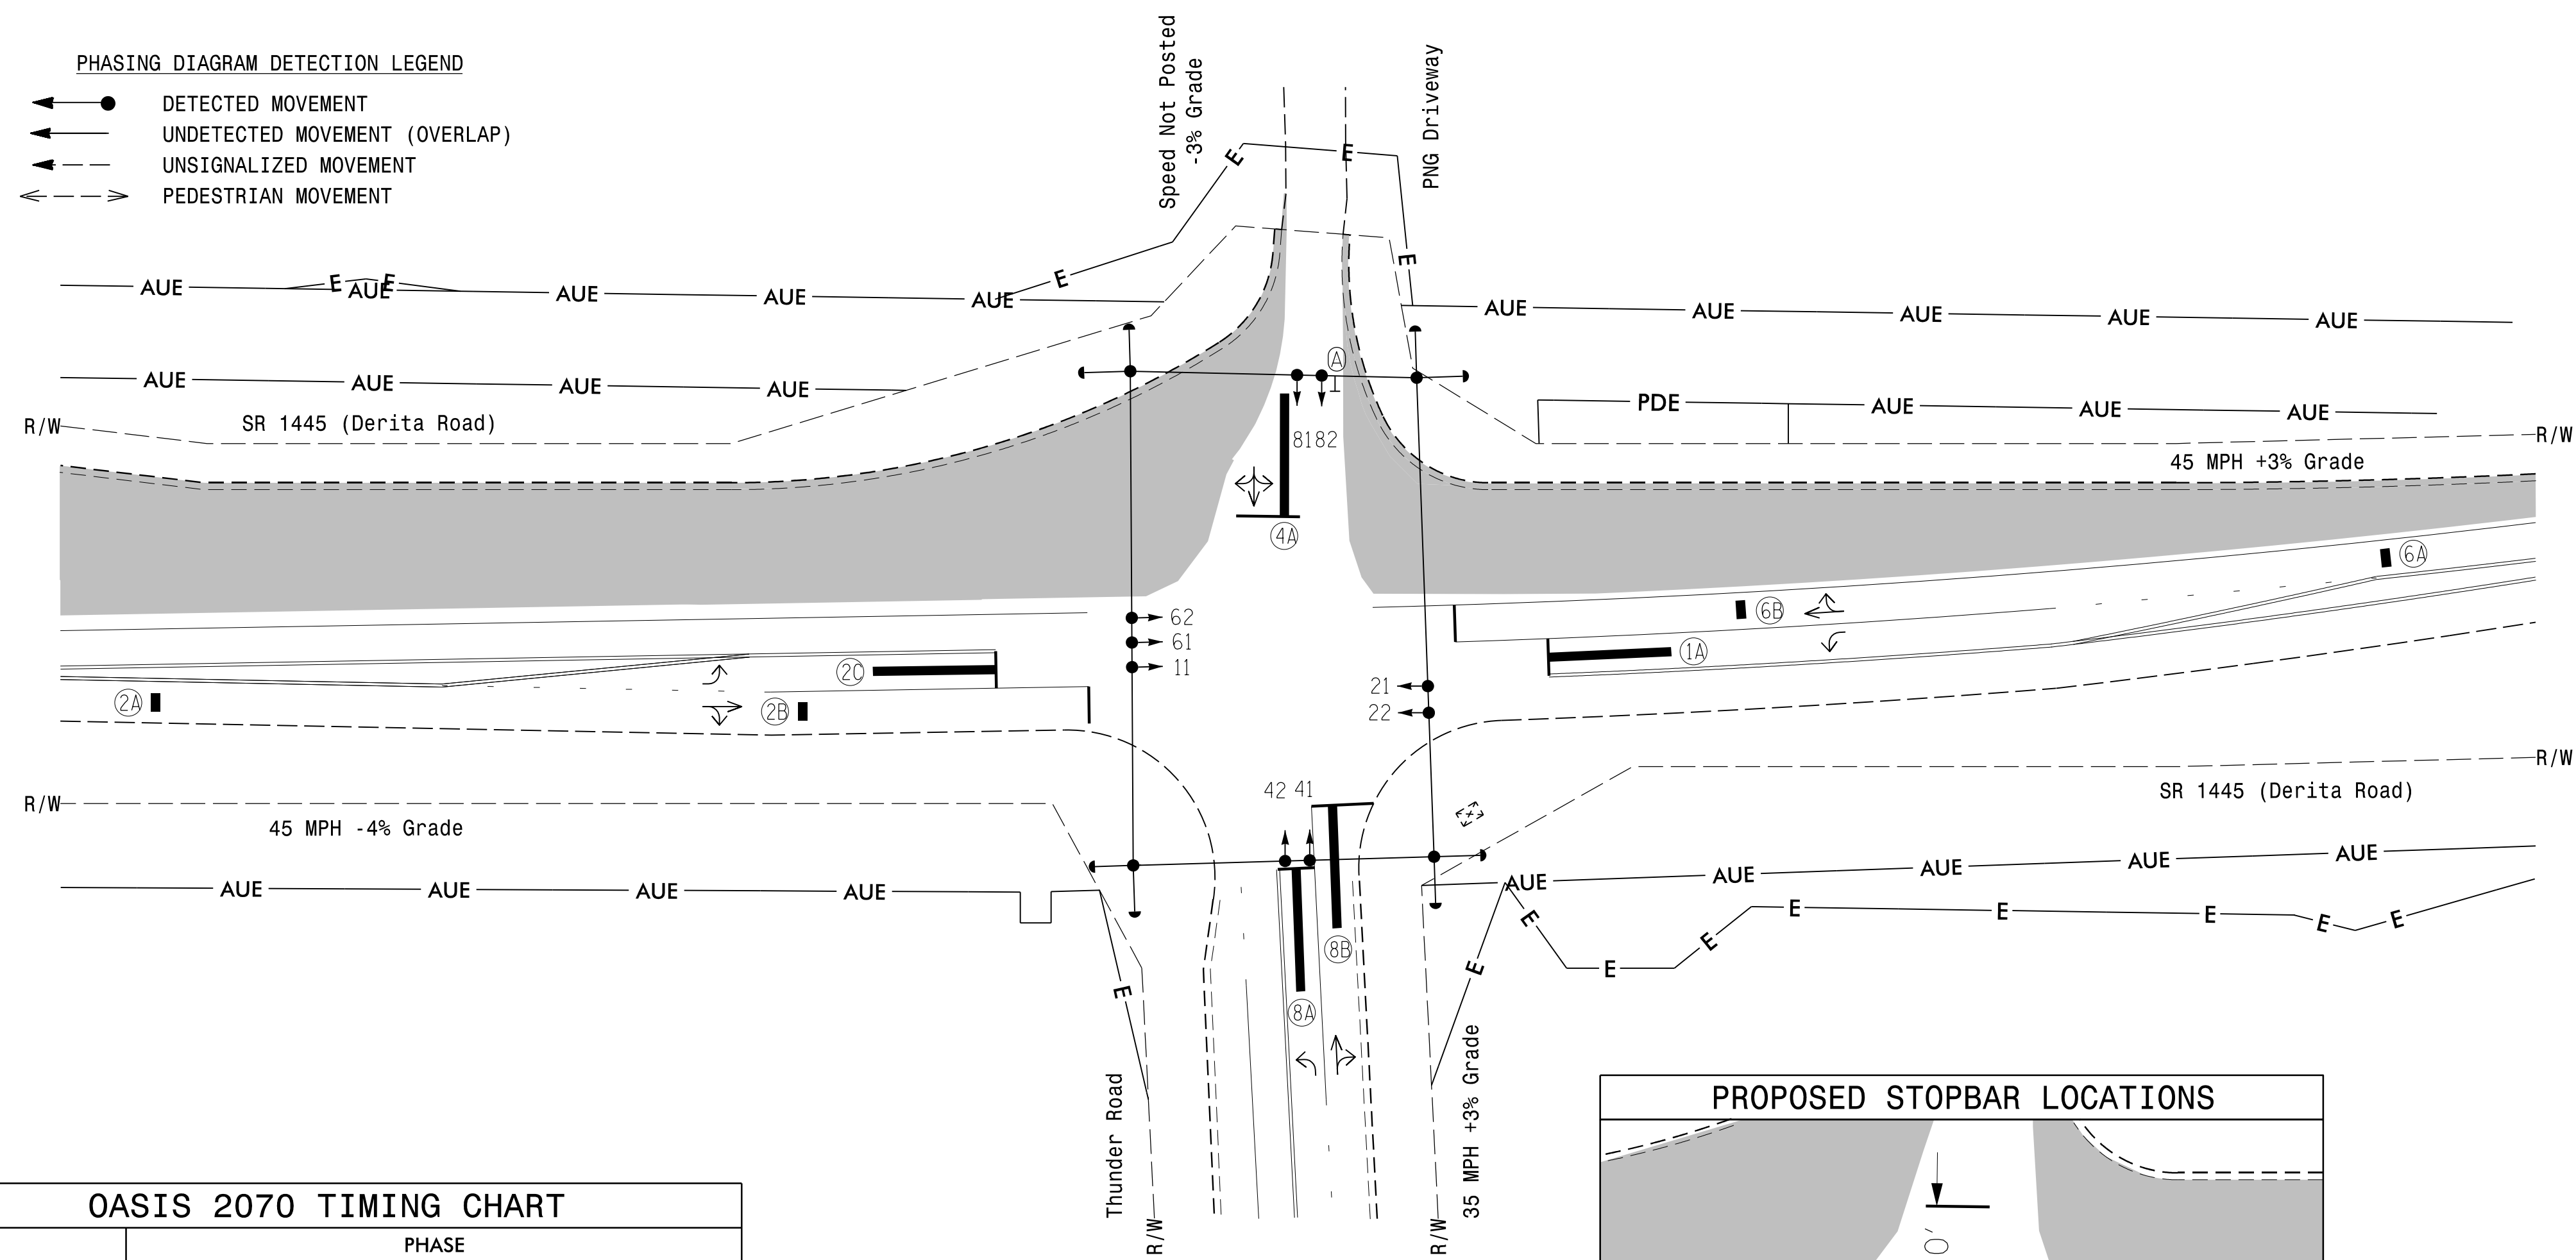 PHASING DIAGRAM DETECTION LEGEND
DETECTED MOVEMENT
UNDETECTED MOVEMENT (OVERLAP)
UNSIGNALIZED MOVEMENT
PEDESTRIAN MOVEMENT
Speed Not Posted
-3% Grade
PNG Driveway
E
E
E
E
AUE
E
AUE
E
AUE
AUE
AUE
AUE
AUE
AUE
AUE
AUE
AUE
AUE
AUE
AUE
A
PDE
AUE
AUE
AUE
R/W
SR 1445 (Derita Road)
R/W
8182
45 MPH +3% Grade
4A
6A
62
6B
61
2C
11
1A
2A
2B
21
22
R/W
R/W
42 41
SR 1445 (Derita Road)
45 MPH -4% Grade
AUE
AUE
AUE
AUE
AUE
AUE
AUE
AUE
AUE
E
E
E
E
E
E
E
E
E
E
E
8B
8A
Thunder Road
R/W
35 MPH +3% Grade
R/W
PROPOSED STOPBAR LOCATIONS
0'
OASIS 2070 TIMING CHART
PHASE